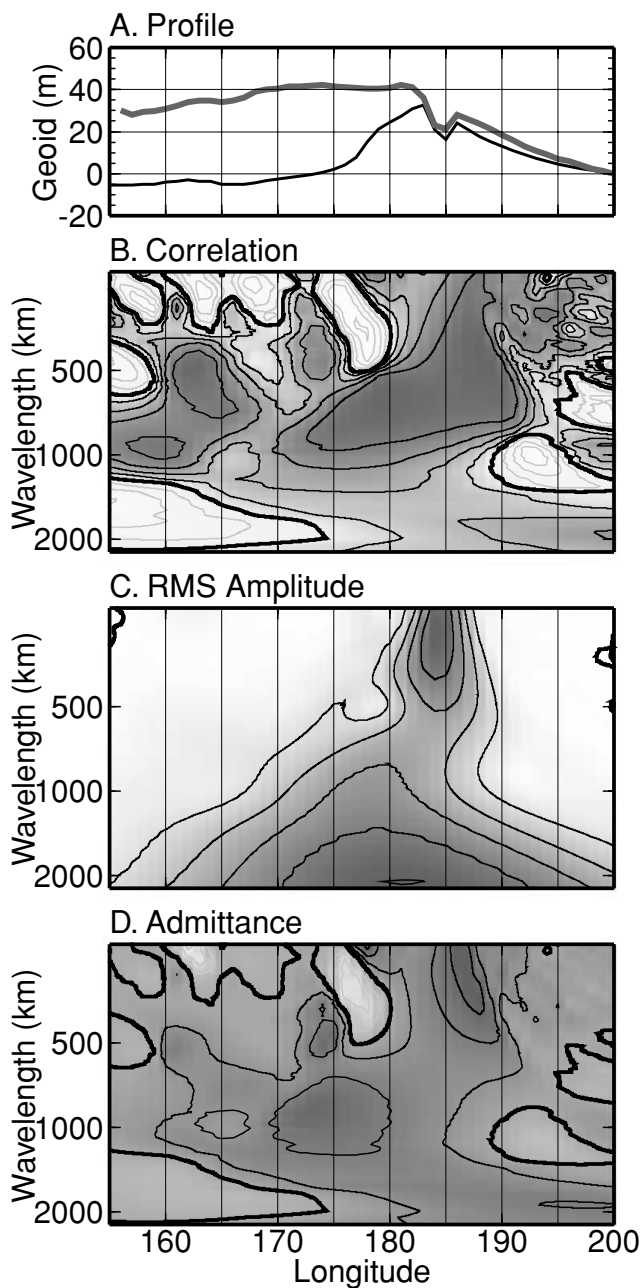 A. Profile
Geoid (m)
60
40
20
0
-20
B. Correlation
Wavelength (km)
500
1000
2000
C. RMS Amplitude
Wavelength (km)
500
1000
2000
D. Admittance
Wavelength (km)
500
1000
2000
160 170 180 190 200
Longitude